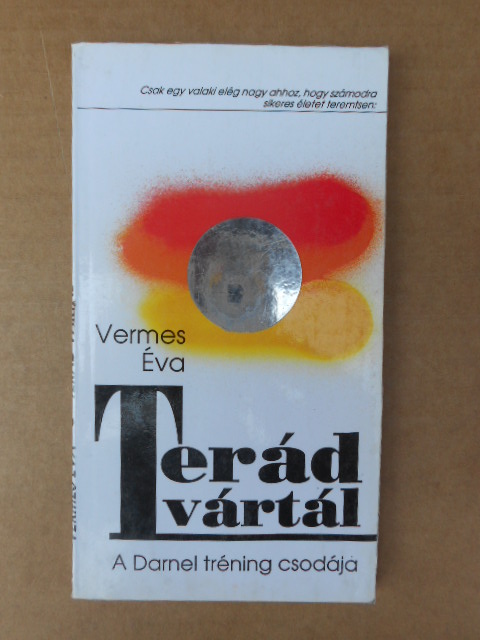 Csak egy valaki elég nagy ahhoz, hogy számodra
sikeres életet teremtsen:
Vermes
Éva
Terád
vártál
A Darnel tréning csodája